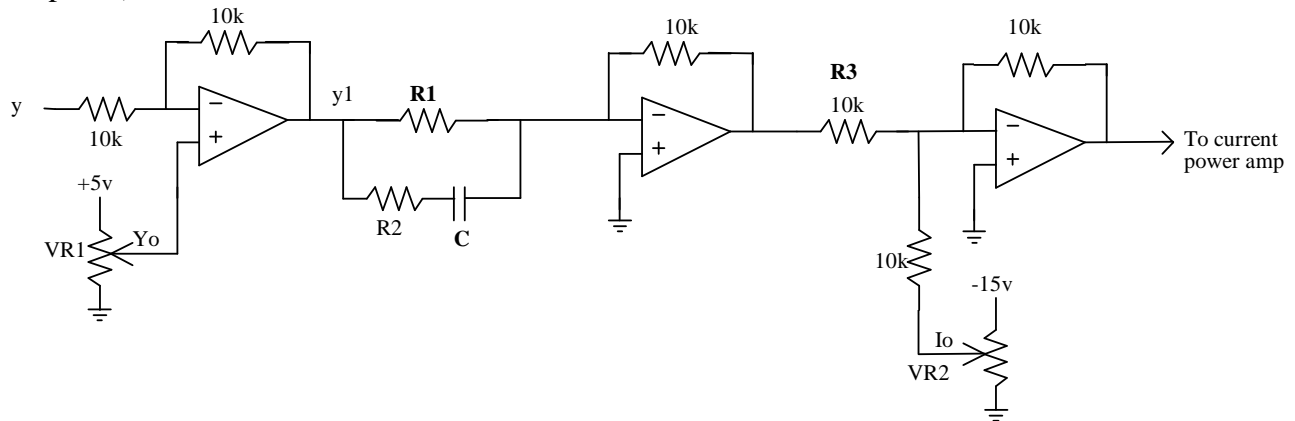 10k
10k
10k
R3
10k
y
10k
y1
R1
R2
C
+5v
VR1
Yo
10k
-15v
Io
VR2
To current
power amp